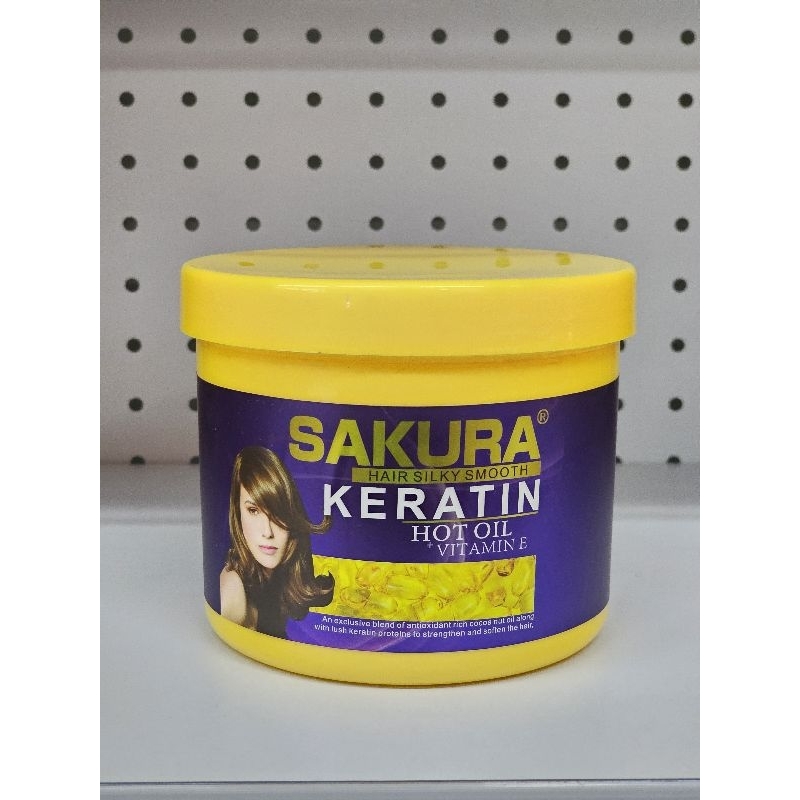 SAKURA®
HAIR SILKY SMOOTH
KERATIN
HOT OIL
+ VITAMIN E
An exclusive blend of antioxidant rich cocos nut oil along
with lush keratin proteins to strengthen and soften the hair.